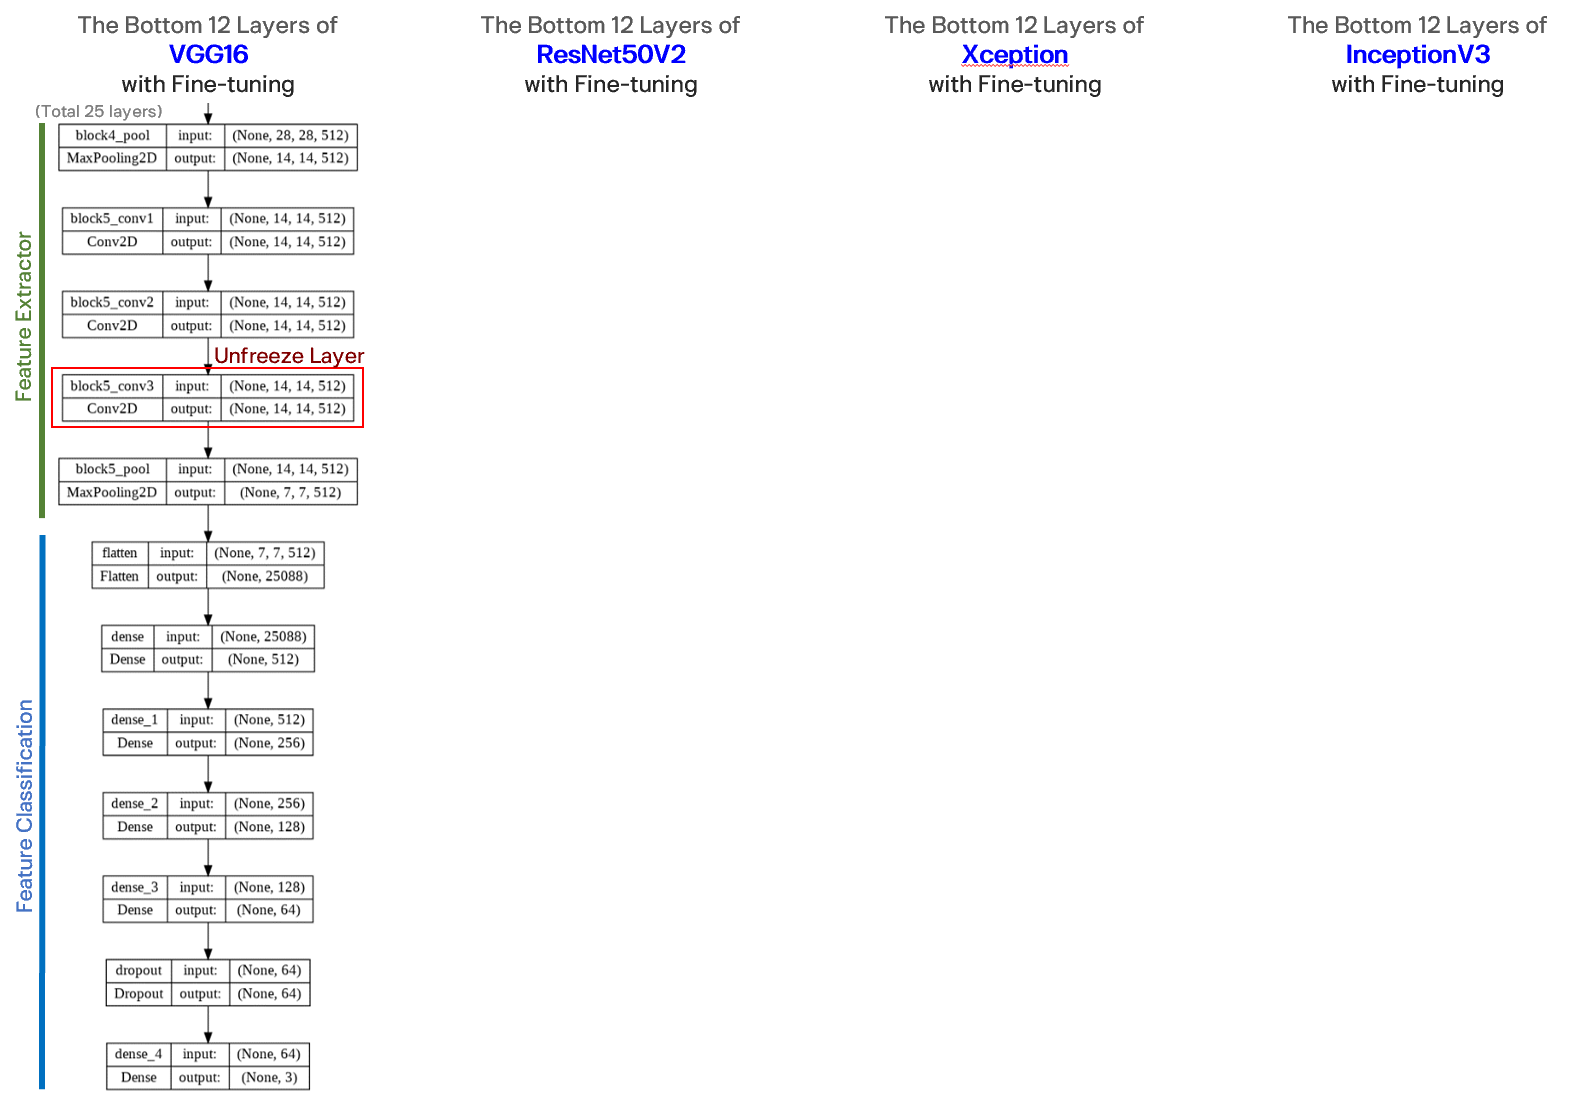 The Bottom 12 Layers of
VGG16
with Fine-tuning
The Bottom 12 Layers of
ResNet50V2
with Fine-tuning
The Bottom 12 Layers of
Xception
with Fine-tuning
The Bottom 12 Layers of
InceptionV3
with Fine-tuning
(Total 25 layers)
Feature Extractor
block4_pool input: (None, 28, 28, 512)
MaxPooling2D output: (None, 14, 14, 512)
block5_conv1 input: (None, 14, 14, 512)
Conv2D output: (None, 14, 14, 512)
block5_conv2 input: (None, 14, 14, 512)
Conv2D output: (None, 14, 14, 512)
Unfreeze Layer
block5_conv3 input: (None, 14, 14, 512)
Conv2D output: (None, 14, 14, 512)
block5_pool input: (None, 14, 14, 512)
MaxPooling2D output: (None, 7, 7, 512)
Feature Classification
flatten input: (None, 7, 7, 512)
Flatten output: (None, 25088)
dense input: (None, 25088)
Dense output: (None, 512)
dense_1 input: (None, 512)
Dense output: (None, 256)
dense_2 input: (None, 256)
Dense output: (None, 128)
dense_3 input: (None, 128)
Dense output: (None, 64)
dropout input: (None, 64)
Dropout output: (None, 64)
dense_4 input: (None, 64)
Dense output: (None, 3)